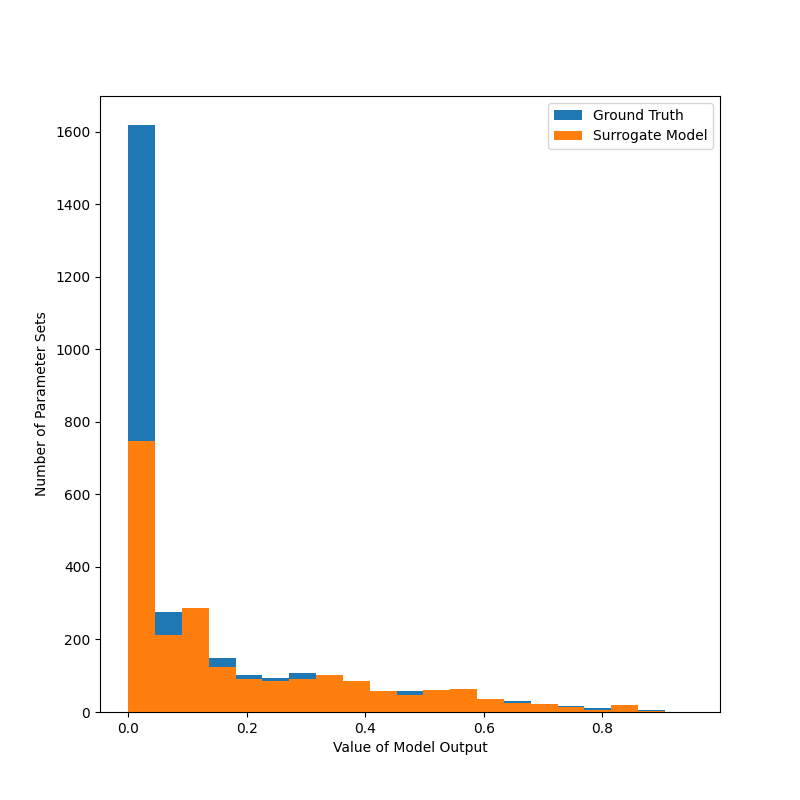 Ground Truth
Surrogate Model
1600
1400
1200
1000
800
600
400
200
0
Number of Parameter Sets
0.0 0.2 0.4 0.6 0.8
Value of Model Output